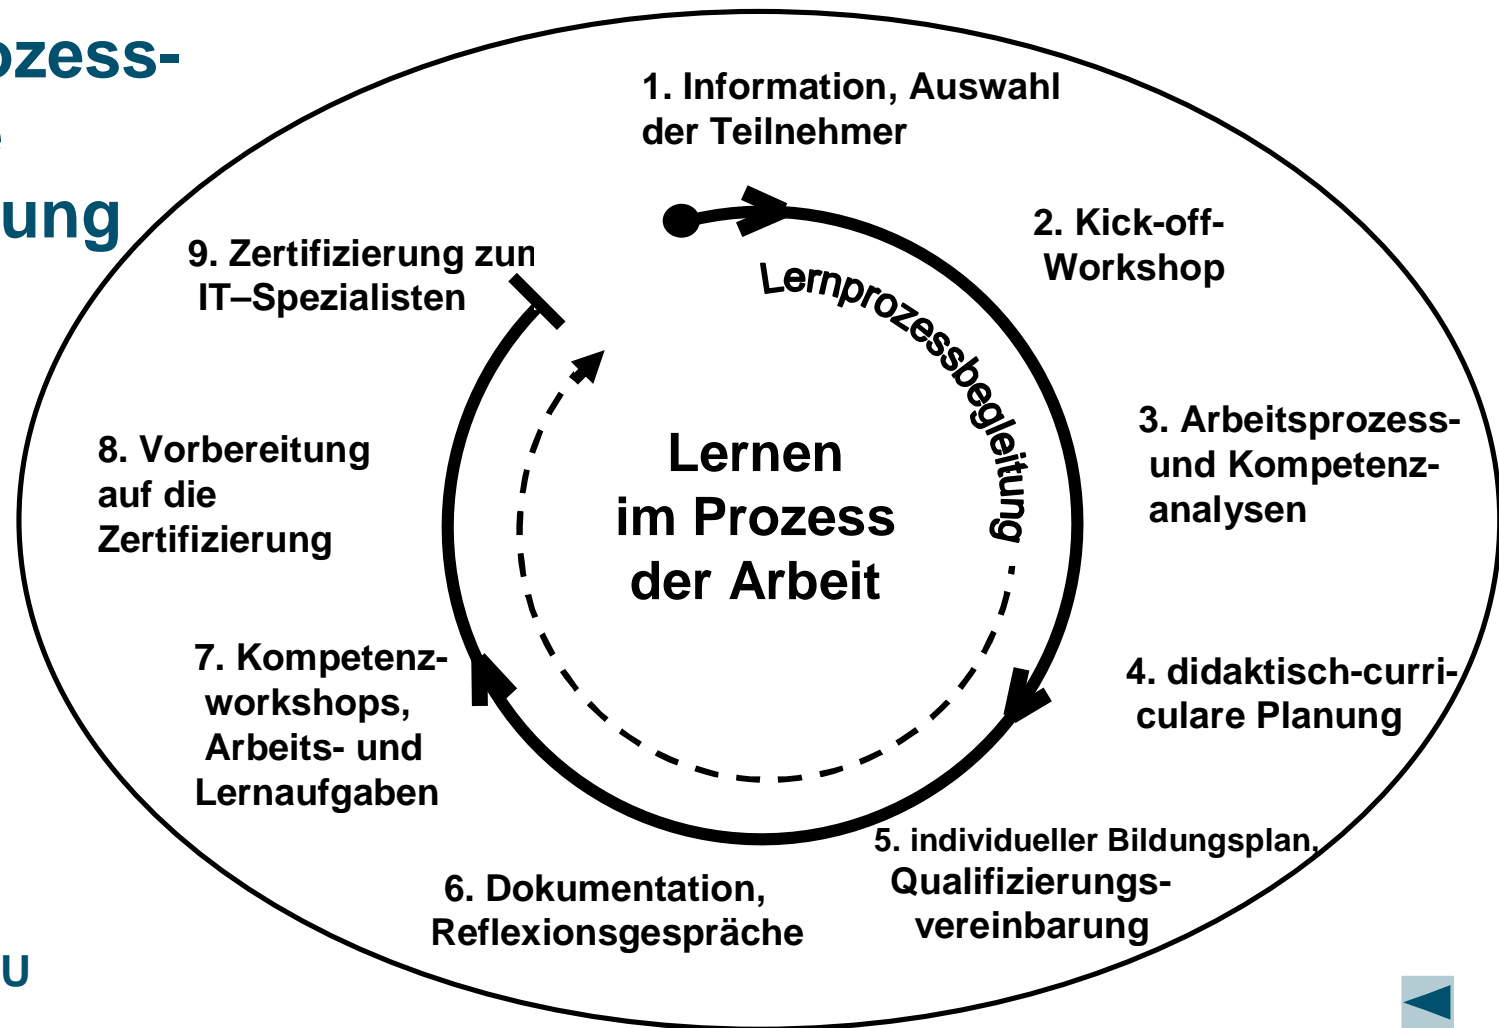 ozess-
e
ung
1. Information, Auswahl
der Teilnehmer
2. Kick-off-
Workshop
3. Arbeitsprozess-
und Kompetenz-
analysen
4. didaktisch-curri-
culare Planung
5. individueller Bildungsplan,
Qualifizierungs-
vereinbarung
6. Dokumentation,
Reflexionsgespräche
7. Kompetenz-
workshops,
Arbeits- und
Lernaufgaben
8. Vorbereitung
auf die
Zertifizierung
9. Zertifizierung zum
IT–Spezialisten
Lernprozessbegleitung
Lernen
im Prozess
der Arbeit
U